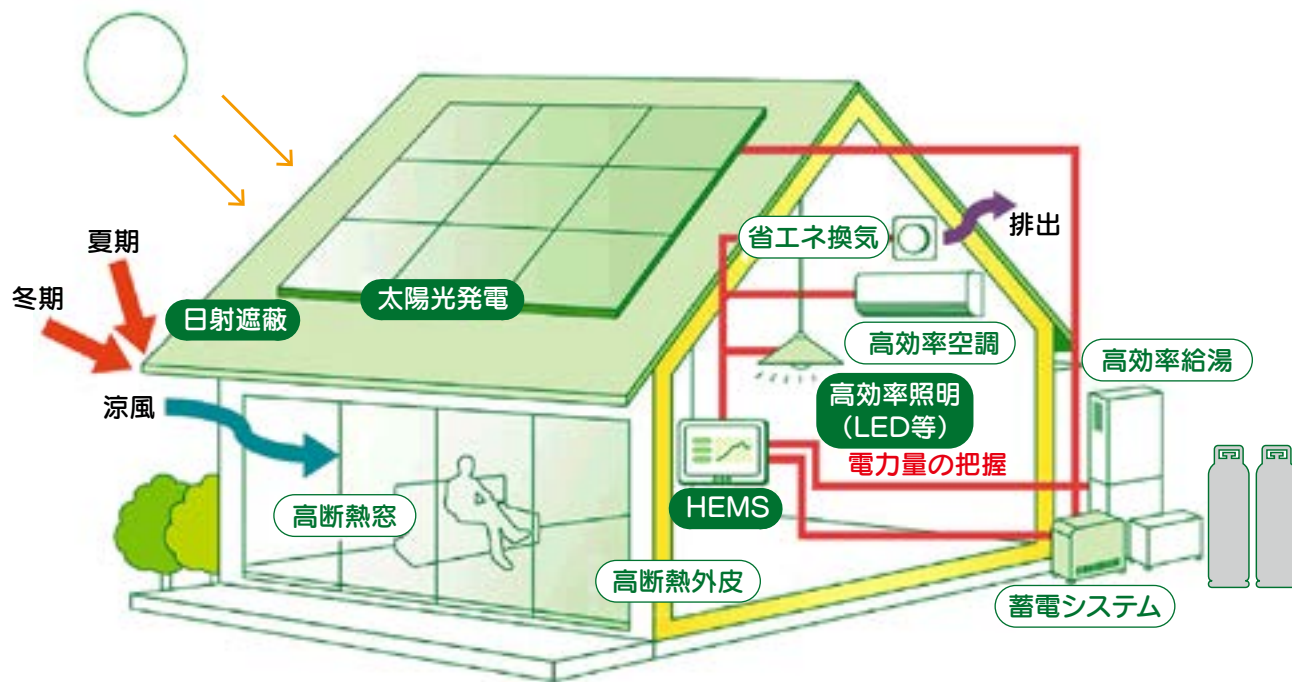 夏期
冬期
日射遮蔽
太陽光発電
省エネ換気
排出
高効率空調
高効率給湯
高効率照明
（LED等）
電力量の把握
涼風
HEMS
高断熱窓
高断熱外皮
蓄電システム